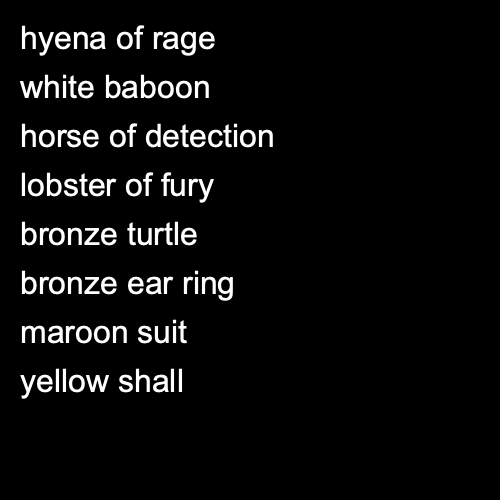 hyena of rage
white baboon
horse of detection
lobster of fury
bronze turtle
bronze ear ring
maroon suit
yellow shall